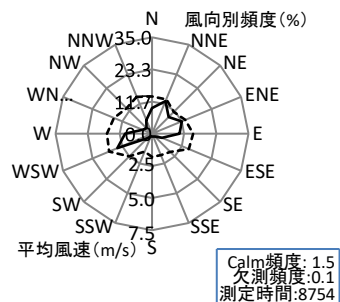 N
風向別頻度(%)
35.0
NNW
NNE
NW
23.3
NE
WN...
11.7
ENE
W
E
WSW
2.5
ESE
SW
5.0
SE
SSW
SSE
平均風速(m/s)
7.5
S
Calm頻度: 1.5
欠測頻度:0.1
測定時間:8754